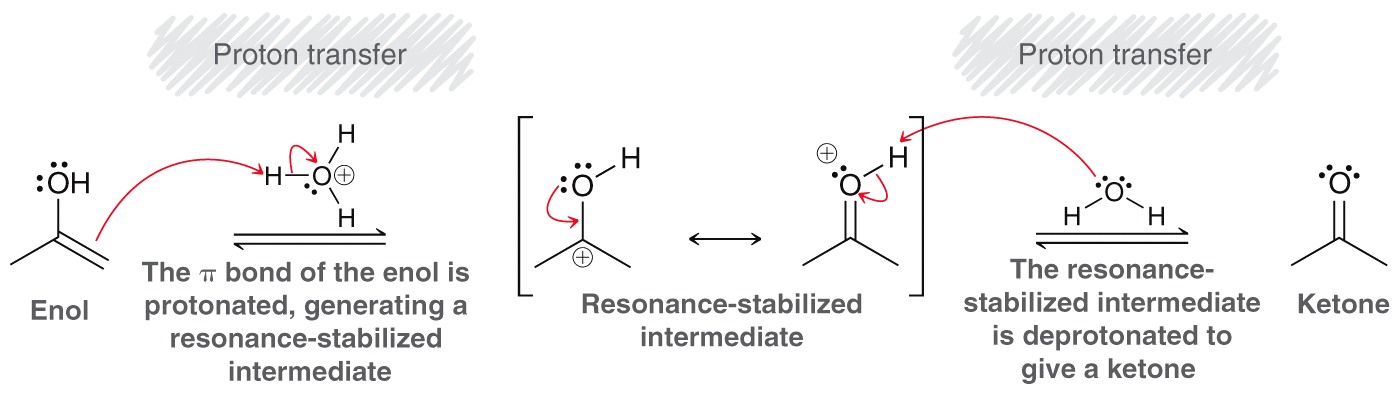 Proton transfer
Proton transfer
:ÖH
H
H
O
⊕
H
Ö
H
⊕
⊕
O
H
O
H
H
O
Enol
The π bond of the enol is
protonated, generating a
resonance-stabilized
intermediate
Resonance-stabilized
intermediate
The resonance-
stabilized intermediate
is deprotonated to
give a ketone
Ketone